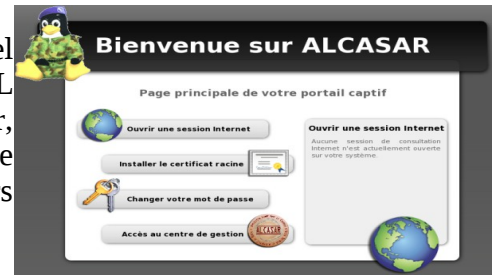 Bienvenue sur ALCASAR
el
L
r,
e
rs
Page principale de votre portail captif
Ouvrir une session Internet
Installer le certificat racine
Changer votre mot de passe
Accès au centre de gestion
ALCASAR
Ouvrir une session Internet
Aucune session de consultation
Internet n'est actuellement ouverte
sur votre système.